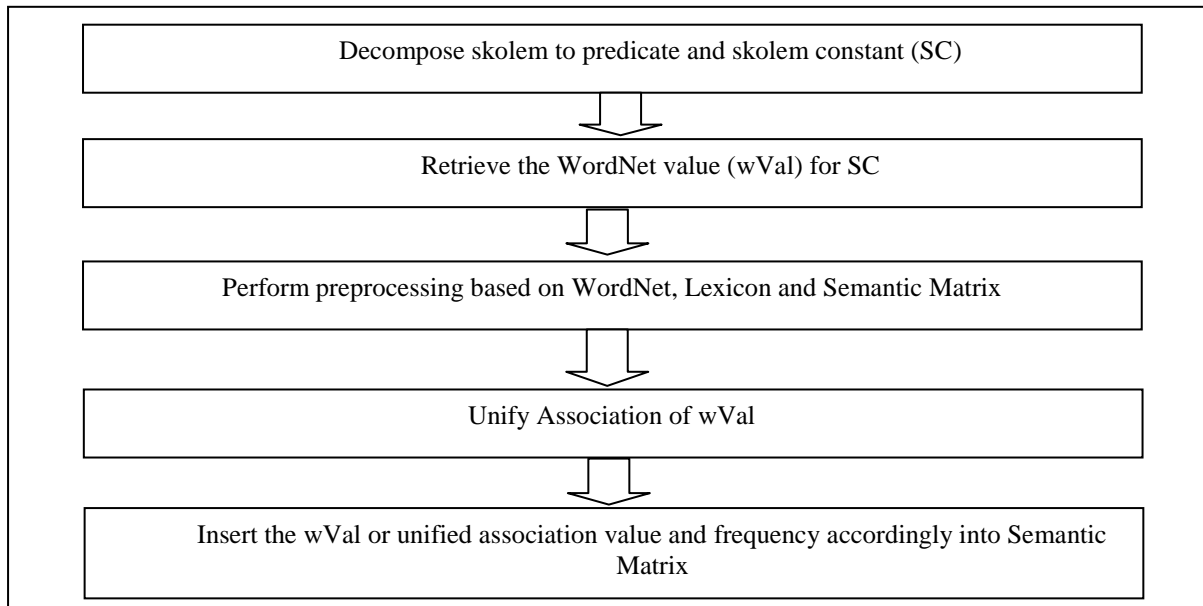 Decompose skolem to predicate and skolem constant (SC)
Retrieve the WordNet value (wVal) for SC
Perform preprocessing based on WordNet, Lexicon and Semantic Matrix
Unify Association of wVal
Insert the wVal or unified association value and frequency accordingly into Semantic
Matrix